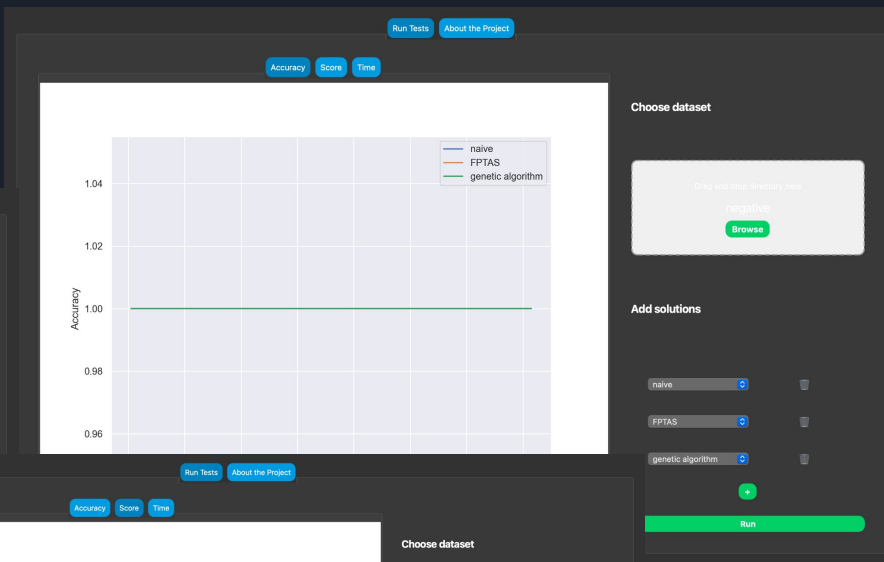 Run Tests About the Project
Accuracy Score Time
Choose dataset
naive
FPTAS
genetic algorithm
1.04
1.02
1.00
0.98
0.96
Accuracy
Drag and drop directory here
negative
Browse
Add solutions
naive
FPTAS
genetic algorithm
+
Run
Run Tests About the Project
Accuracy Score Time
Choose dataset